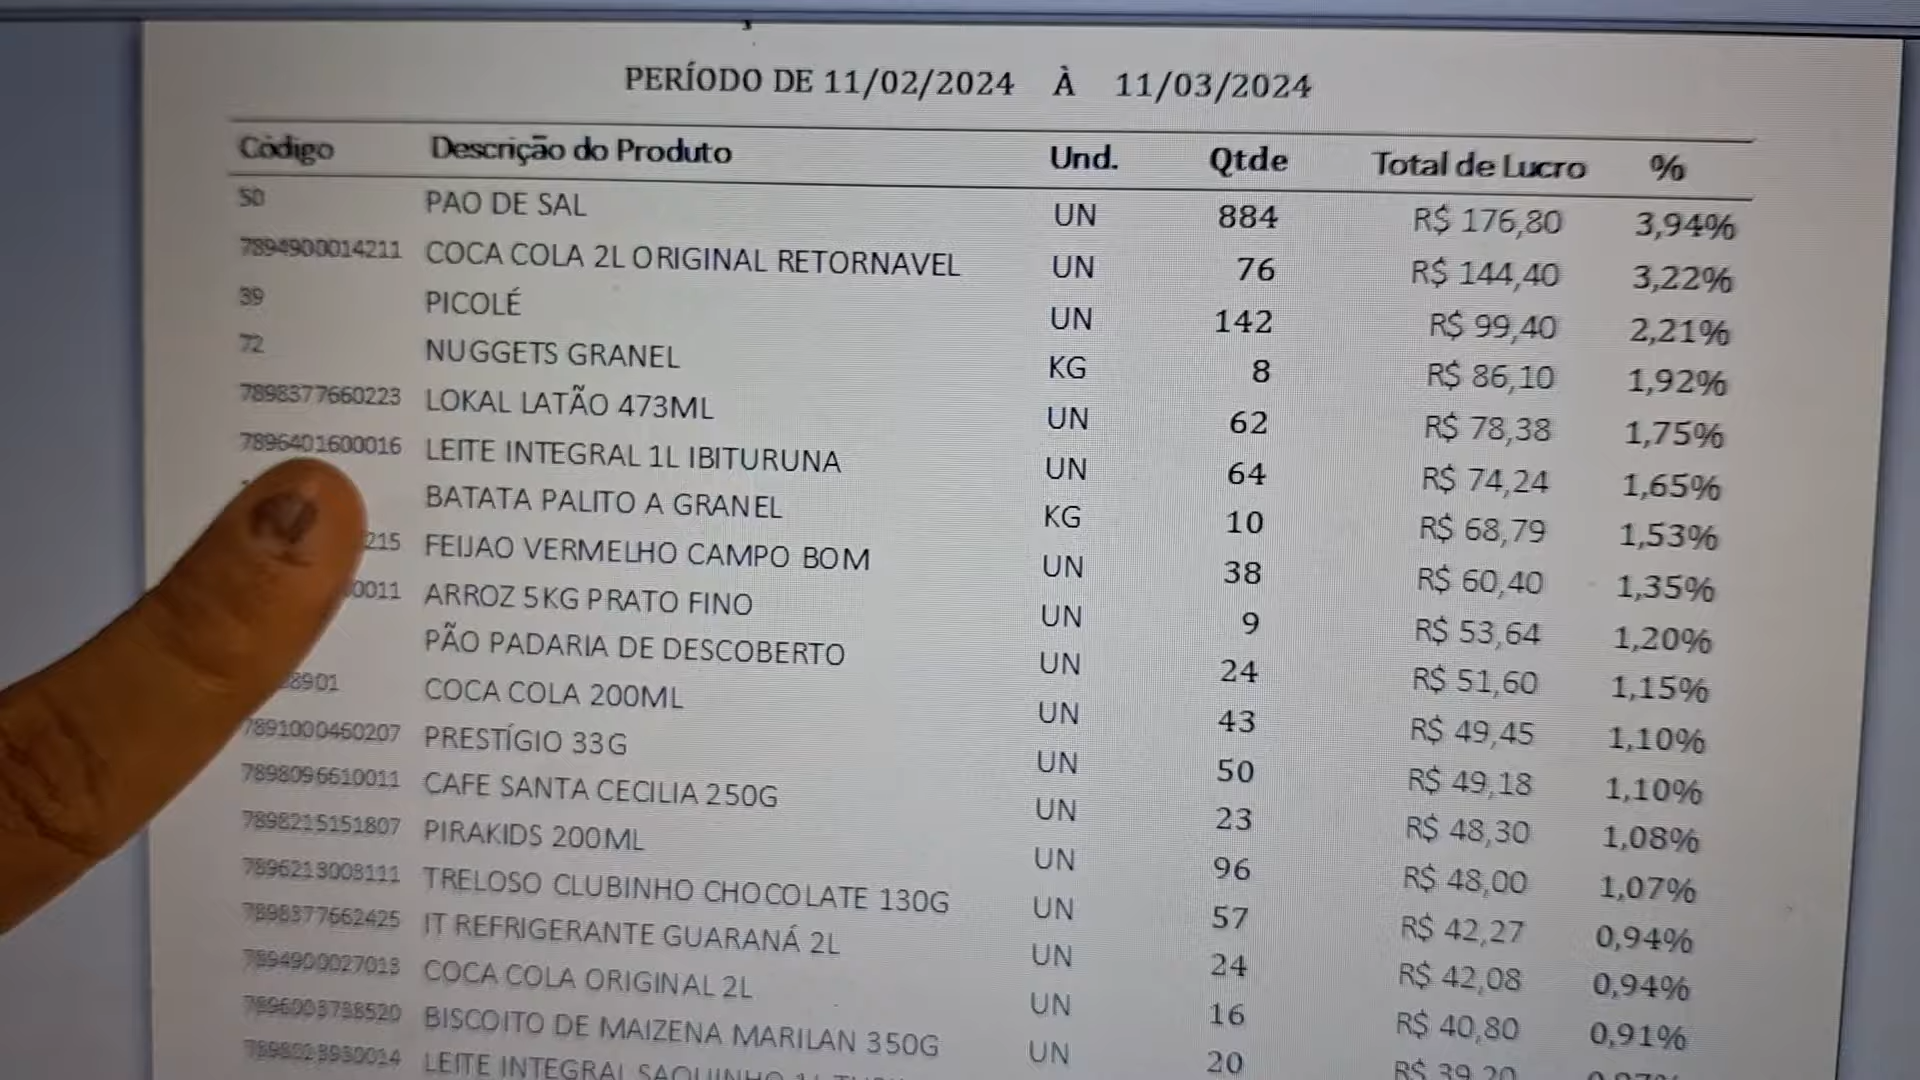 PERÍODO DE 11/02/2024 À 11/03/2024
Código Descrição do Produto Und. Qtde Total de Lucro %
50 PAO DE SAL UN 884 R$ 176,80 3,94%
7894900014211 COCA COLA 2L ORIGINAL RETORNAVEL UN 76 R$ 144,40 3,22%
39 PICOLÉ UN 142 R$ 99,40 2,21%
72 NUGGETS GRANEL KG 8 R$ 86,10 1,92%
7898377660223 LOKAL LATÃO 473ML UN 62 R$ 78,38 1,75%
7896401600016 LEITE INTEGRAL 1L IBITURUNA UN 64 R$ 74,24 1,65%
BATATA PALITO A GRANEL KG 10 R$ 68,79 1,53%
215 FEIJAO VERMELHO CAMPO BOM UN 38 R$ 60,40 1,35%
0011 ARROZ 5KG PRATO FINO UN 9 R$ 53,64 1,20%
PÃO PADARIA DE DESCOBERTO UN 24 R$ 51,60 1,15%
8901 COCA COLA 200ML UN 43 R$ 49,45 1,10%
7891000460207 PRESTÍGIO 33G UN 50 R$ 49,18 1,10%
7898096610011 CAFE SANTA CECILIA 250G UN 23 R$ 48,30 1,08%
7898215151807 PIRAKIDS 200ML UN 96 R$ 48,00 1,07%
7896213003111 TRELOSO CLUBINHO CHOCOLATE 130G UN 57 R$ 42,27 0,94%
7898377662425 IT REFRIGERANTE GUARANÁ 2L UN 24 R$ 42,08 0,94%
7894900027013 COCA COLA ORIGINAL 2L UN 16 R$ 40,80 0,91%
7896003738520 BISCOITO DE MAIZENA MARILAN 350G UN 20 R$ 39,20
LEITE INTEGRAL SAQUINHO 1L